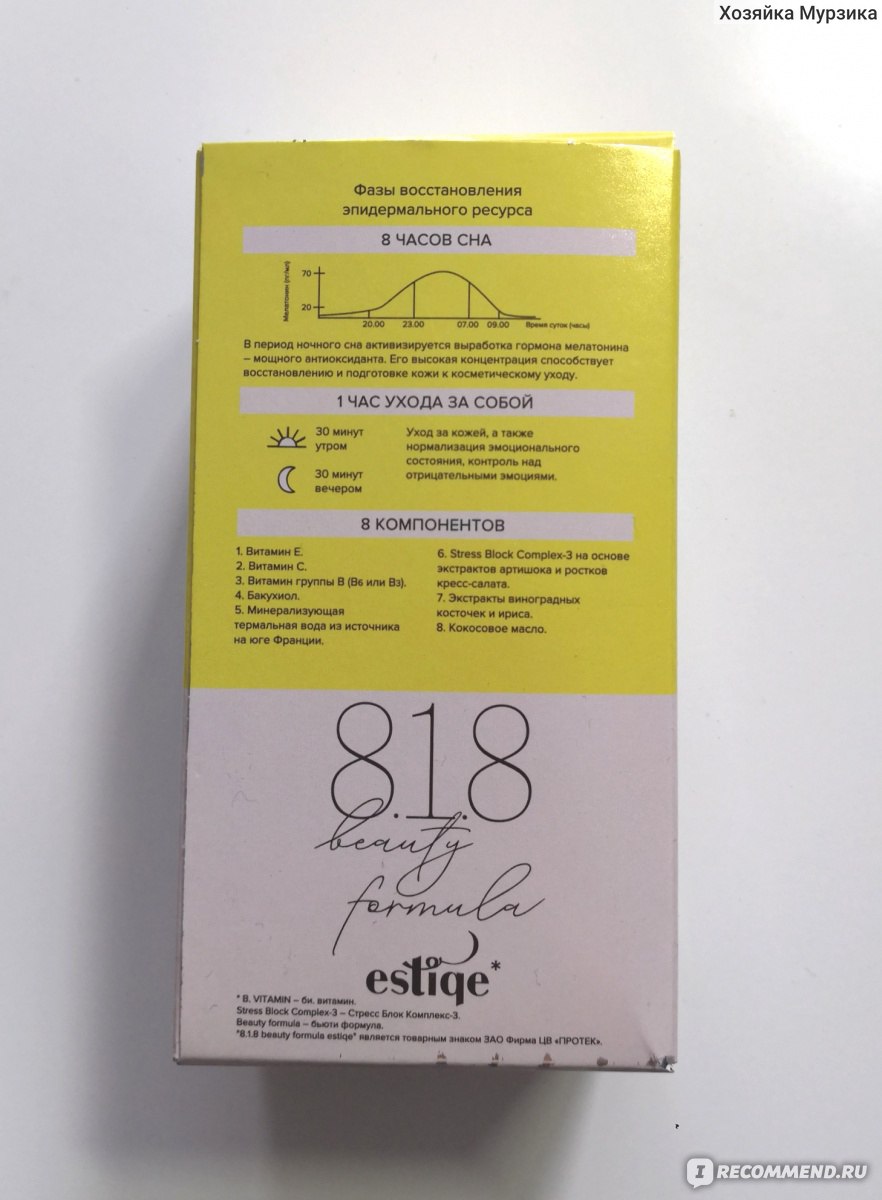 Хозяйка Мурзика
Фазы восстановления
эпидермального ресурса
8 ЧАСОВ СНА
Мелатонин (пг/мл)
70
20
20.00 23.00 07.00 09.00 Время суток (часы)
В период ночного сна активизируется выработка гормона мелатонина
– мощного антиоксиданта. Его высокая концентрация способствует
восстановлению и подготовке кожи к косметическому уходу.
1 ЧАС УХОДА ЗА СОБОЙ
30 минут
утром
30 минут
вечером
Уход за кожей, а также
нормализация эмоционального
состояния, контроль над
отрицательными эмоциями.
8 КОМПОНЕНТОВ
1. Витамин Е.
2. Витамин С.
3. Витамин группы В (В6 или В3).
4. Бакухиол.
5. Минерализующая
термальная вода из источника
на юге Франции.
6. Stress Block Complex-3 на основе
экстрактов артишока и ростков
кресс-салата.
7. Экстракты виноградных
косточек и ириса.
8. Кокосовое масло.
8.1.8
beauty
formula
estiqe*
* B. VITAMIN – би. витамин.
Stress Block Complex-3 – Стресс Блок Комплекс-3.
Beauty formula – бьюти формула.
"8.1.8 beauty formula estiqe" является товарным знаком ЗАО Фирма ЦВ «ПРОТЕК».
I RECOMMEND.RU